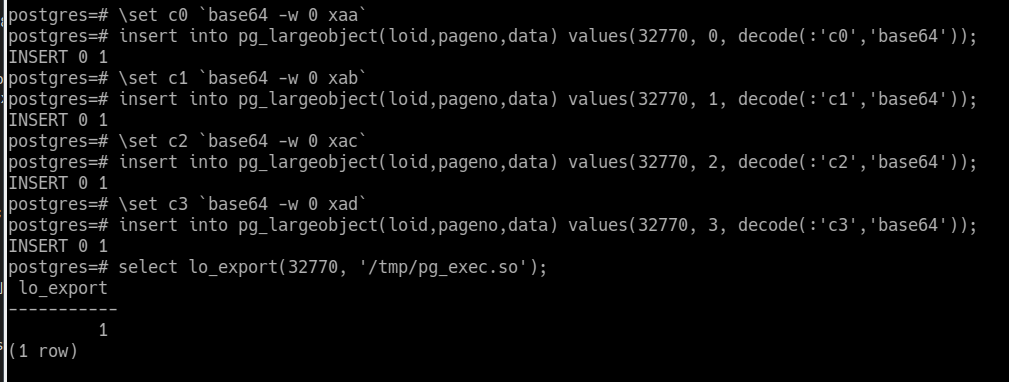 postgres=# \set c0 `base64 -w 0 xaa`
postgres=# insert into pg_largeobject(loid,pageno,data) values(32770, 0, decode(:'c0','base64'));
INSERT 0 1
postgres=# \set c1 `base64 -w 0 xab`
postgres=# insert into pg_largeobject(loid,pageno,data) values(32770, 1, decode(:'c1','base64'));
INSERT 0 1
postgres=# \set c2 `base64 -w 0 xac`
postgres=# insert into pg_largeobject(loid,pageno,data) values(32770, 2, decode(:'c2','base64'));
INSERT 0 1
postgres=# \set c3 `base64 -w 0 xad`
postgres=# insert into pg_largeobject(loid,pageno,data) values(32770, 3, decode(:'c3','base64'));
INSERT 0 1
postgres=# select lo_export(32770, '/tmp/pg_exec.so');
 lo_export
-----------
         1
(1 row)